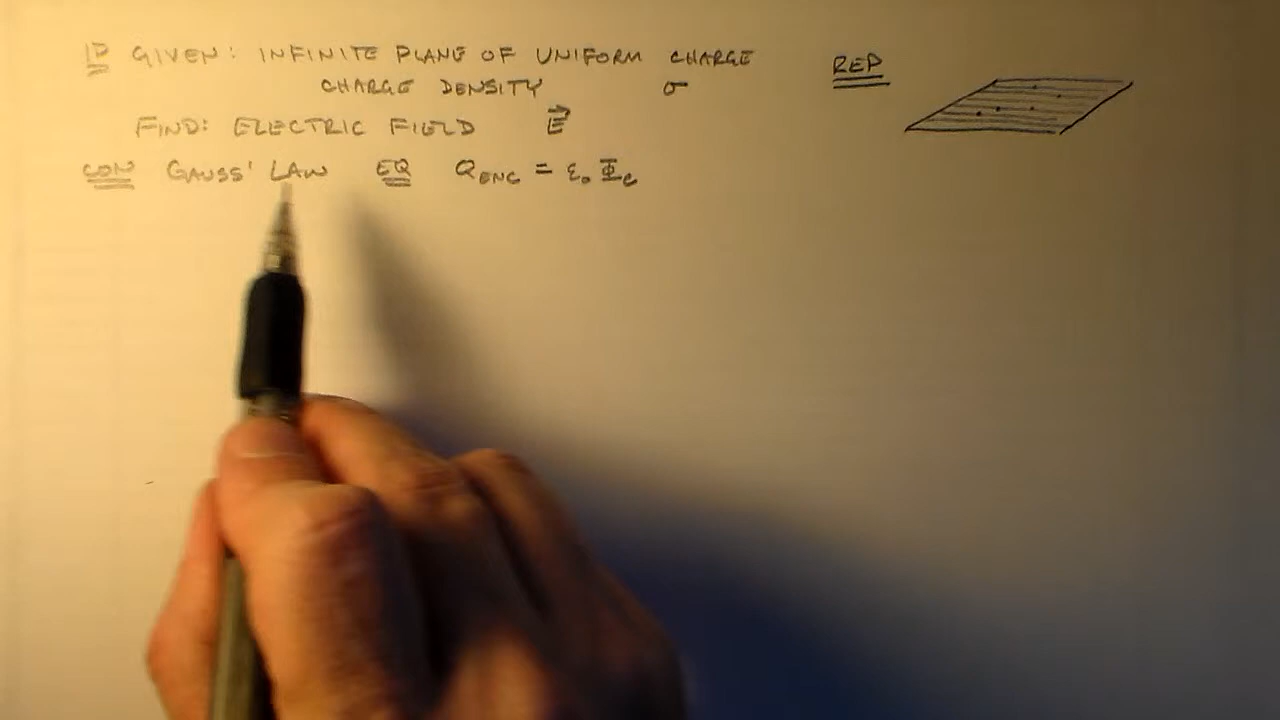 ID GIVEN: INFINITE PLANE OF UNIFORM CHARGE
CHARGE DENSITY σ
FIND: ELECTRIC FIELD E⃗
CON GAUSS' LAW EQ Q_ENC = ε₀ Φ_e
REP